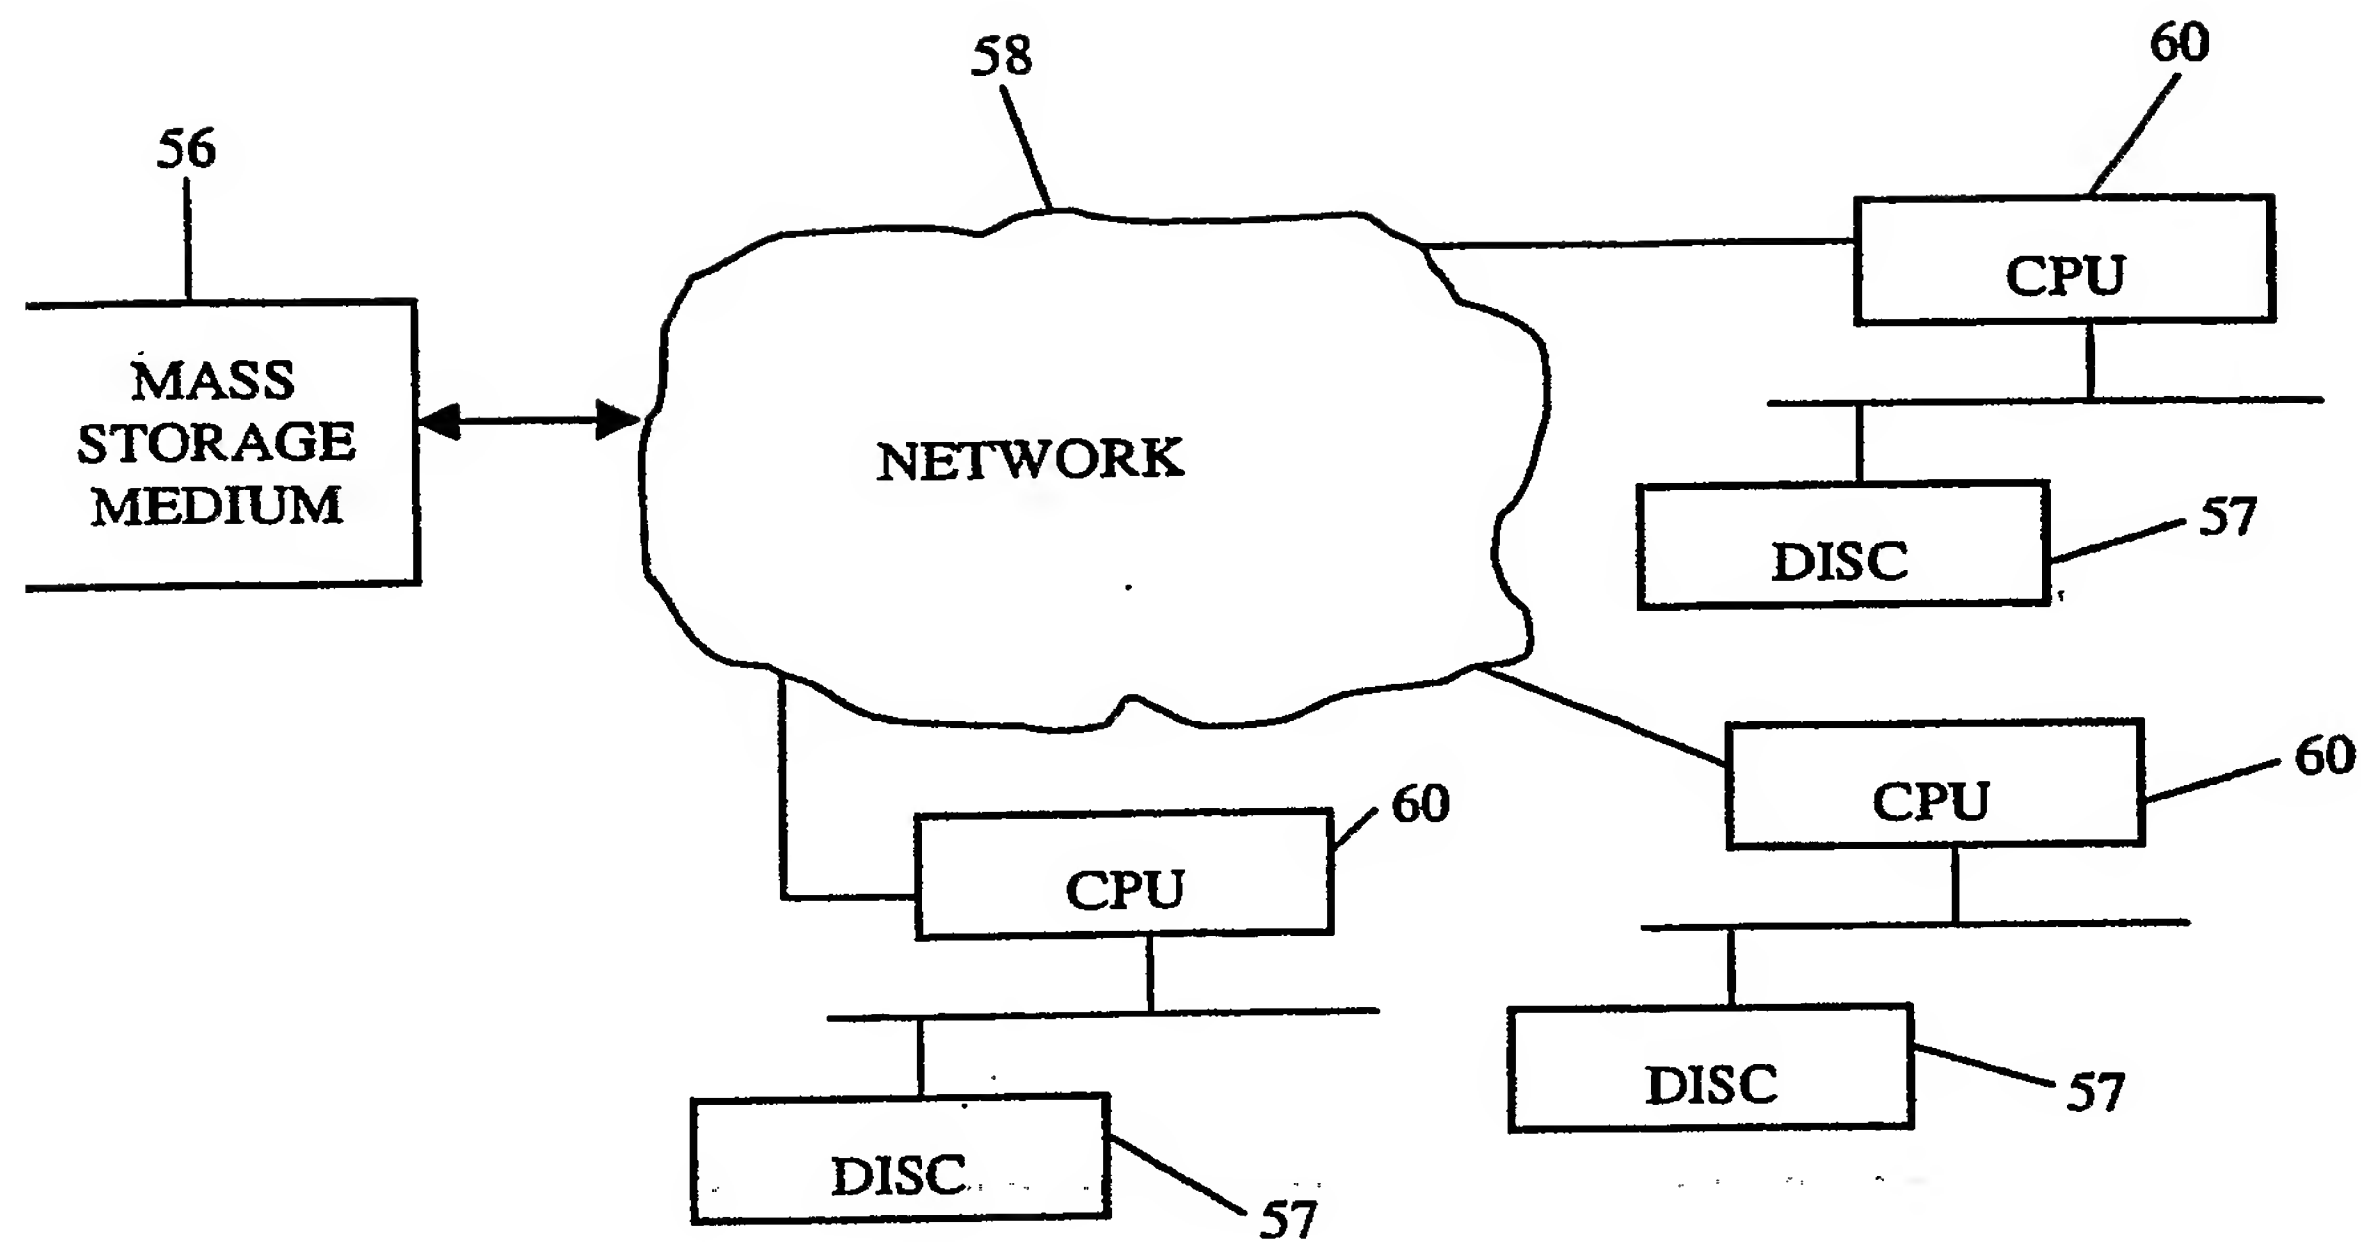 58
60
56
CPU
MASS
STORAGE
MEDIUM
NETWORK
57
DISC
60
CPU
60
CPU
57
DISC
DISC
57